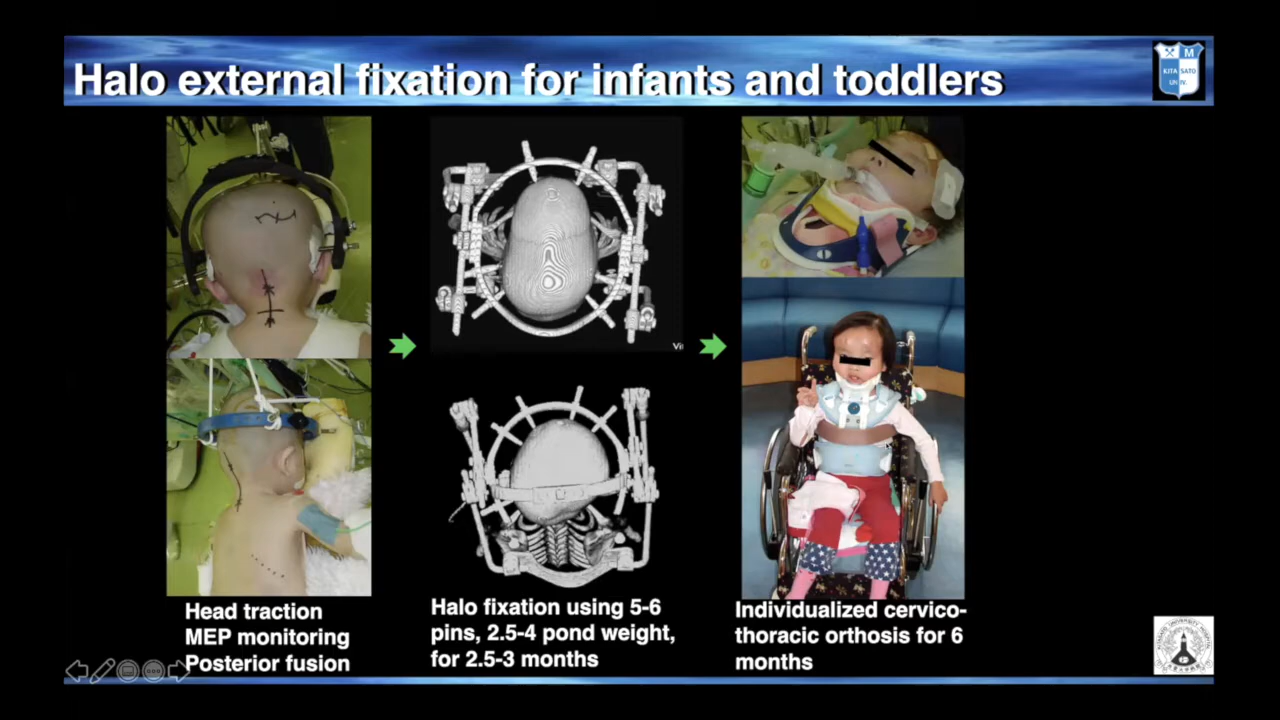 Halo external fixation for infants and toddlers
M
KITA SATO
UNIV.
Vi
Head traction
MEP monitoring
Posterior fusion
Halo fixation using 5-6
pins, 2.5-4 pond weight,
for 2.5-3 months
Individualized cervico-
thoracic orthosis for 6
months